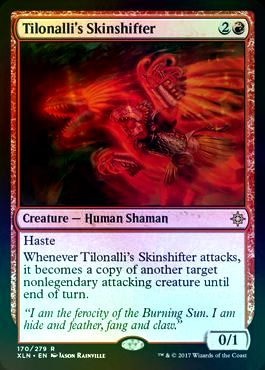 Tilonalli's Skinshifter 2
Creature — Human Shaman
Haste
Whenever Tilonalli's Skinshifter attacks,
it becomes a copy of another target
nonlegendary attacking creature until
end of turn.
"I am the ferocity of the Burning Sun. I am
hide and feather, fang and claw."
0/1
170/279 R
XLN • EN Jason Rainville
™ & © 2017 Wizards of the Coast